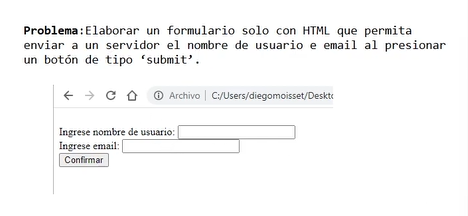 Problema:Elaborar un formulario solo con HTML que permita
enviar a un servidor el nombre de usuario e email al presionar
un botón de tipo ‘submit’.
Archivo | C:/Users/diegomoisset/Deskto
Ingrese nombre de usuario:
Ingrese email:
Confirmar